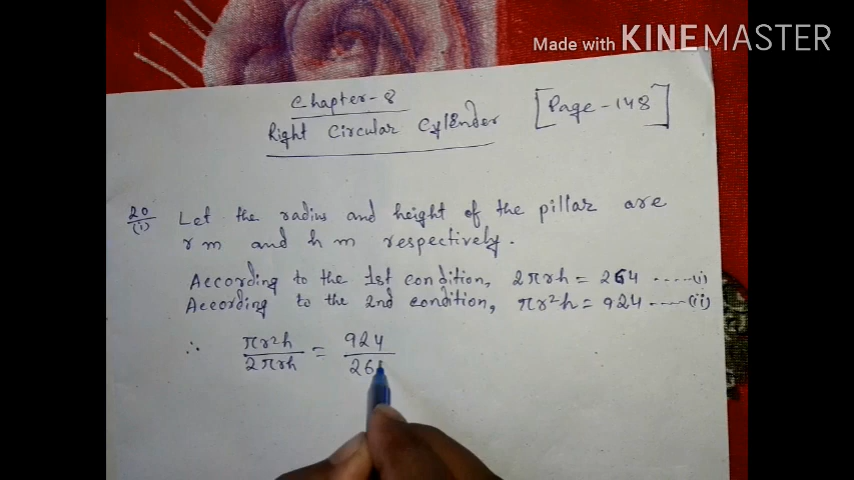 Made with KINEMASTER
Chapter-8
Right Circular Cylender [Page-148]
20/(i) Let the radius and height of the pillar are
r m and h m respectively.
According to the 1st condition, 2πrh = 264 ------(i)
According to the 2nd condition, πr²h = 924 ------(ii)
∴ πr²h/2πrh = 924/26